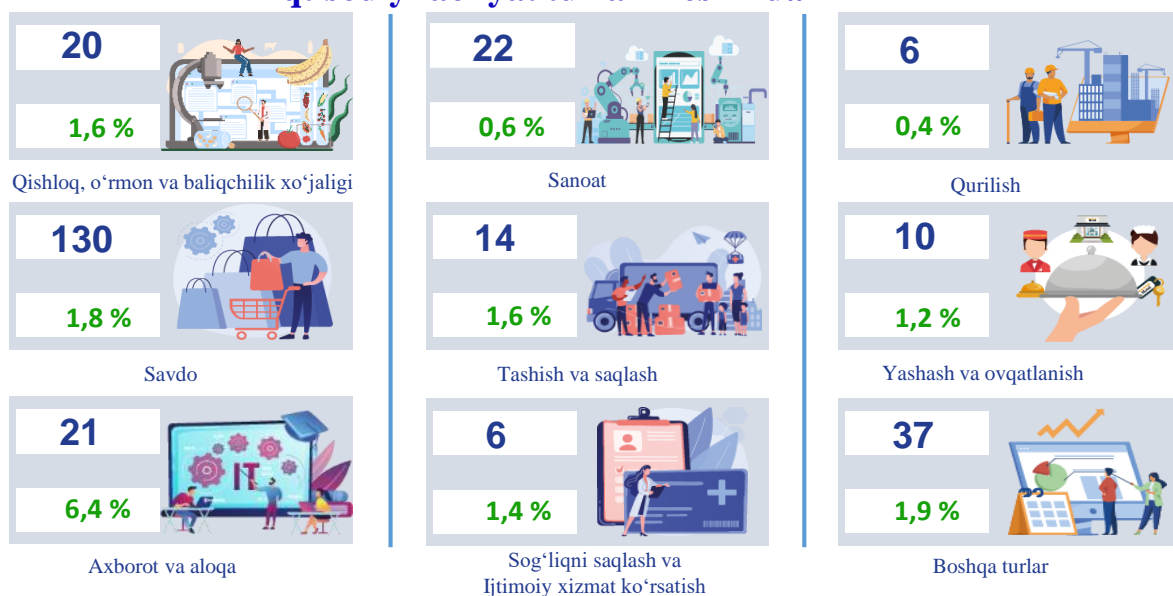 20
1,6 %
Qishloq, o‘rmon va baliqchilik xo‘jaligi
22
0,6 %
Sanoat
6
0,4 %
Qurilish
130
1,8 %
Savdo
14
1,6 %
Tashish va saqlash
10
1,2 %
Yashash va ovqatlanish
21
6,4 %
IT
Axborot va aloqa
6
1,4 %
Sog‘liqni saqlash va
Ijtimoiy xizmat ko‘rsatish
37
1,9 %
Boshqa turlar